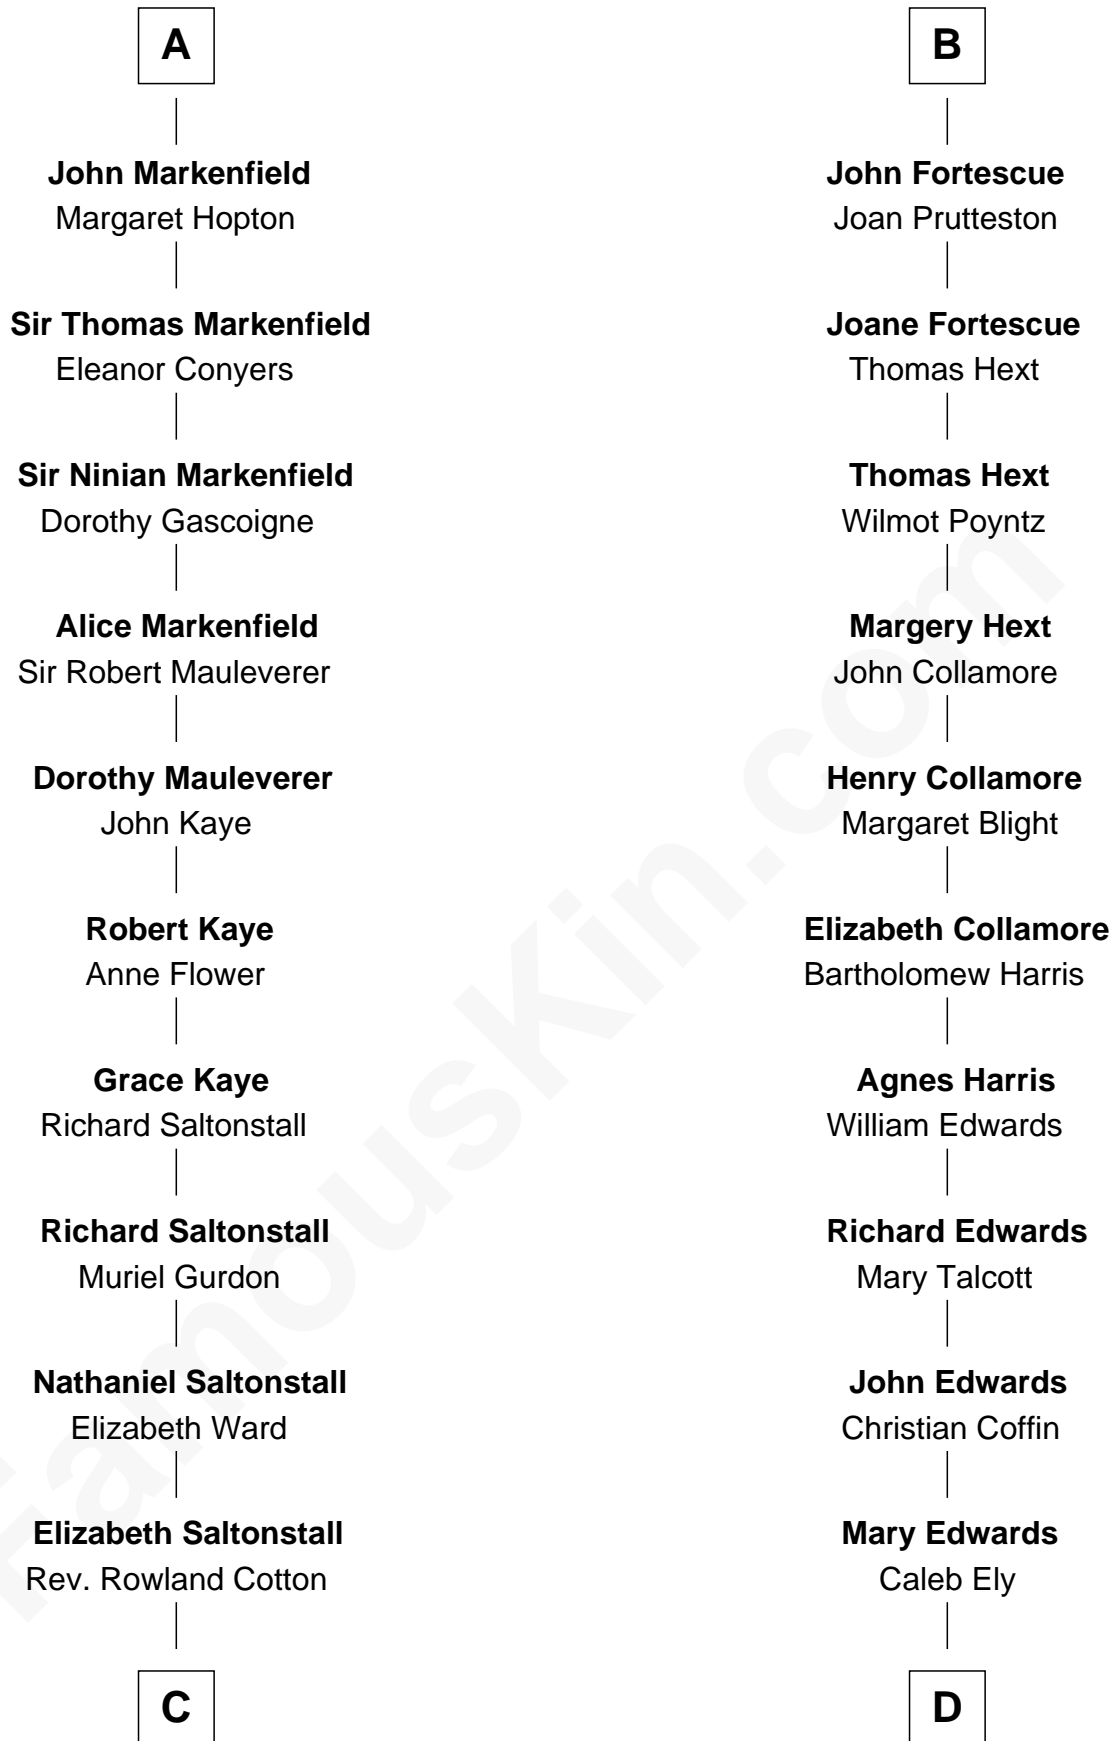 A
John Markenfield
Margaret Hopton
Sir Thomas Markenfield
Eleanor Conyers
Sir Ninian Markenfield
Dorothy Gascoigne
Alice Markenfield
Sir Robert Mauleverer
Dorothy Mauleverer
John Kaye
Robert Kaye
Anne Flower
Grace Kaye
Richard Saltonstall
Richard Saltonstall
Muriel Gurdon
Nathaniel Saltonstall
Elizabeth Ward
Elizabeth Saltonstall
Rev. Rowland Cotton
C
B
John Fortescue
Joan Prutteston
Joane Fortescue
Thomas Hext
Thomas Hext
Wilmot Poyntz
Margery Hext
John Collamore
Henry Collamore
Margaret Blight
Elizabeth Collamore
Bartholomew Harris
Agnes Harris
William Edwards
Richard Edwards
Mary Talcott
John Edwards
Christian Coffin
Mary Edwards
Caleb Ely
D
FamousKin.com